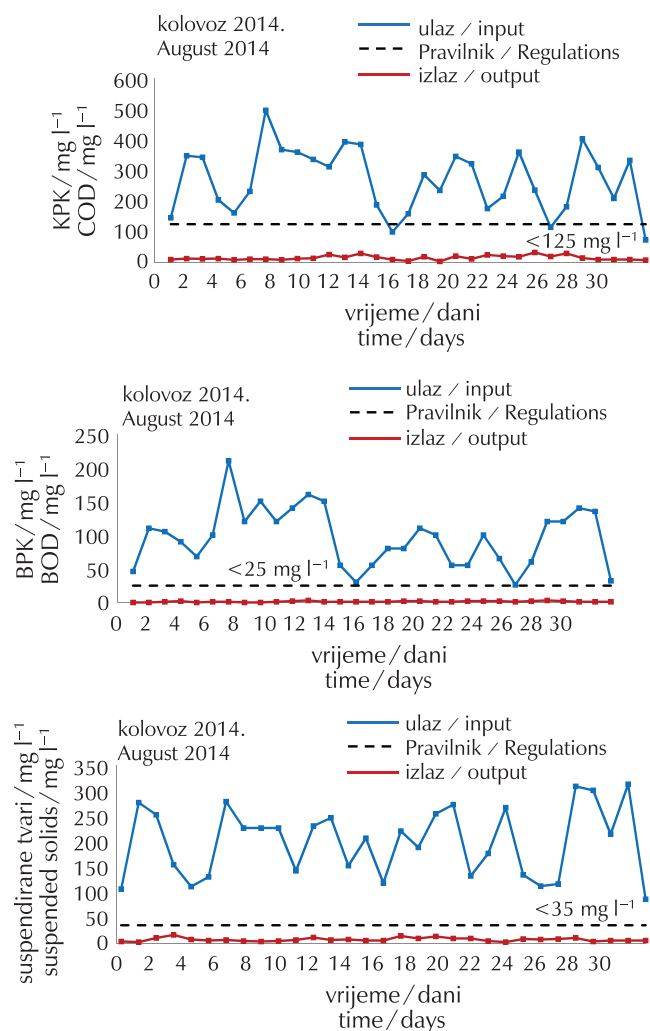 kolovoz 2014.
August 2014
ulaz / input
Pravilnik / Regulations
izlaz / output
KPK / mg l⁻¹
COD / mg l⁻¹
600
500
400
300
200
100
0
<125 mg l⁻¹
0 2 4 6 8 10 12 14 16 18 20 22 24 26 28 30
vrijeme / dani
time / days
kolovoz 2014.
August 2014
ulaz / input
Pravilnik / Regulations
izlaz / output
BPK / mg l⁻¹
BOD / mg l⁻¹
250
200
150
100
50
0
<25 mg l⁻¹
0 2 4 6 8 10 12 14 16 18 20 22 24 26 28 30
vrijeme / dani
time / days
kolovoz 2014.
August 2014
ulaz / input
Pravilnik / Regulations
izlaz / output
suspendirane tvari / mg l⁻¹
suspended solids / mg l⁻¹
350
300
250
200
150
100
50
0
<35 mg l⁻¹
0 2 4 6 8 10 12 14 16 18 20 22 24 26 28 30
vrijeme / dani
time / days